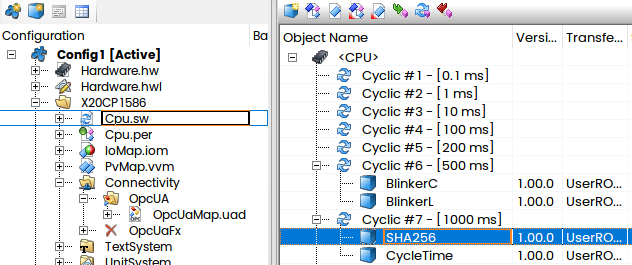 Configuration
Ba
Config1 [Active]
Hardware.hw
Hardware.hwl
X20CP1586
Cpu.sw
Cpu.per
IoMap.iom
PvMap.vvm
Connectivity
OpcUA
OpcUaMap.uad
OpcUaFx
TextSystem
UnitSystem
Object Name
Versi...
Transfe...
<CPU>
Cyclic #1 - [0.1 ms]
Cyclic #2 - [1 ms]
Cyclic #3 - [10 ms]
Cyclic #4 - [100 ms]
Cyclic #5 - [200 ms]
Cyclic #6 - [500 ms]
BlinkerC 1.00.0 UserRO...
BlinkerL 1.00.0 UserRO...
Cyclic #7 - [1000 ms]
SHA256 1.00.0 UserRO...
CycleTime 1.00.0 UserRO...